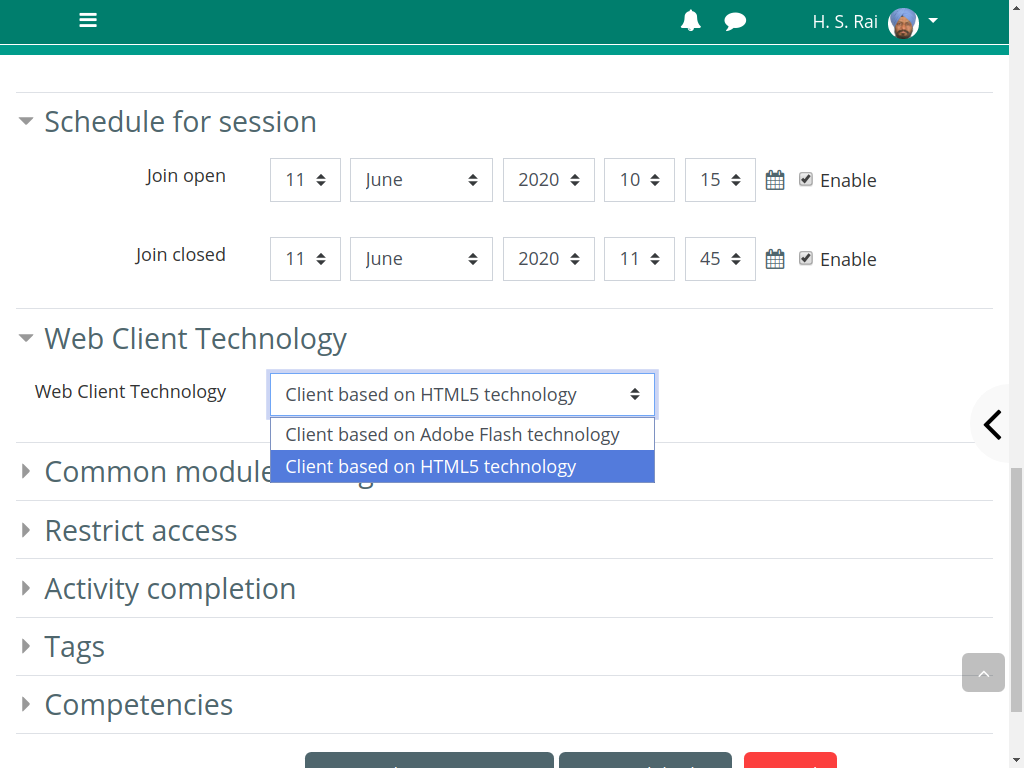 H. S. Rai
Schedule for session
Join open 11 June 2020 10 15 Enable
Join closed 11 June 2020 11 45 Enable
Web Client Technology
Web Client Technology Client based on HTML5 technology
Client based on Adobe Flash technology
Client based on HTML5 technology
Common module
Restrict access
Activity completion
Tags
Competencies